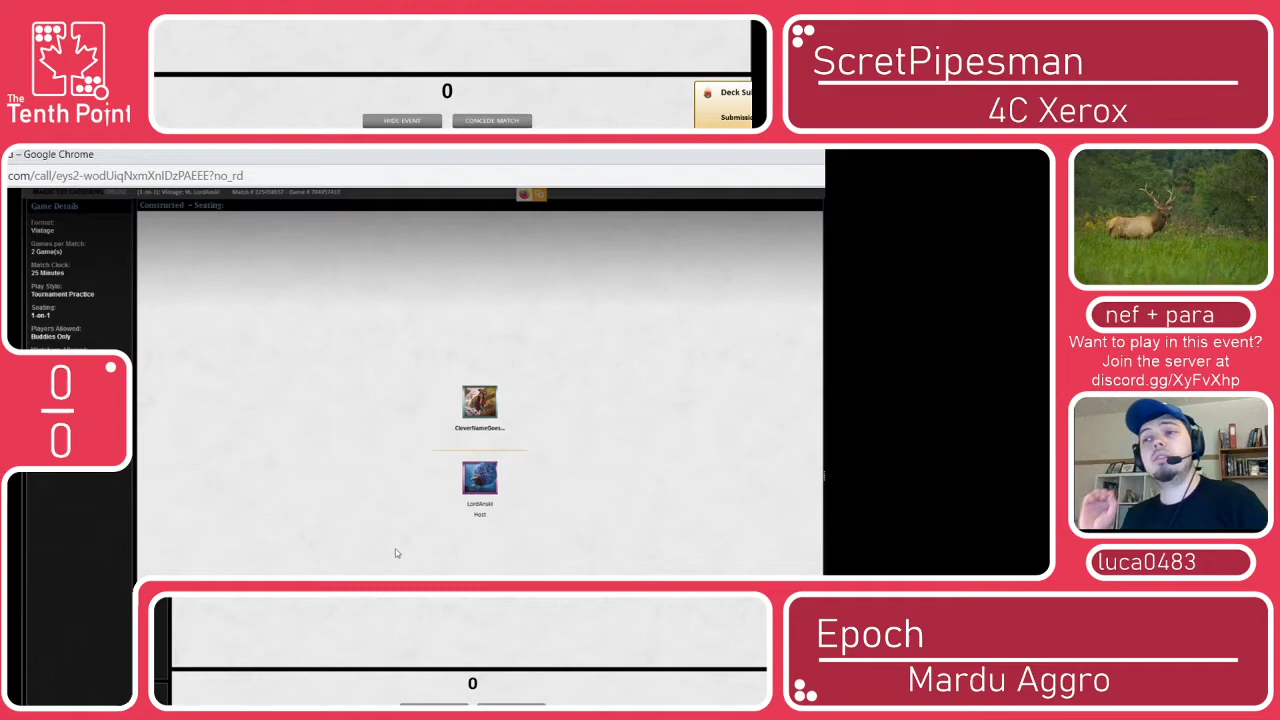 The
Tenth Point
0
HIDE EVENT
CONCEDE MATCH
Deck Su
Submissio
ScretPipesman
4C Xerox
d – Google Chrome
com/call/eys2-wodUiqNxmXnIDzPAEEE?no_rd
Game Details
Constructed - Seating:
Format:
Vintage
Games per Match:
2 Game(s)
Match Clock:
25 Minutes
Play Style:
Tournament Practice
Seating:
1-on-1
Players Allowed:
Buddies Only
CleverNameGoes...
LordAnskii
Host
0
0
nef + para
Want to play in this event?
Join the server at
discord.gg/XyFvXhp
luca0483
0
Epoch
Mardu Aggro